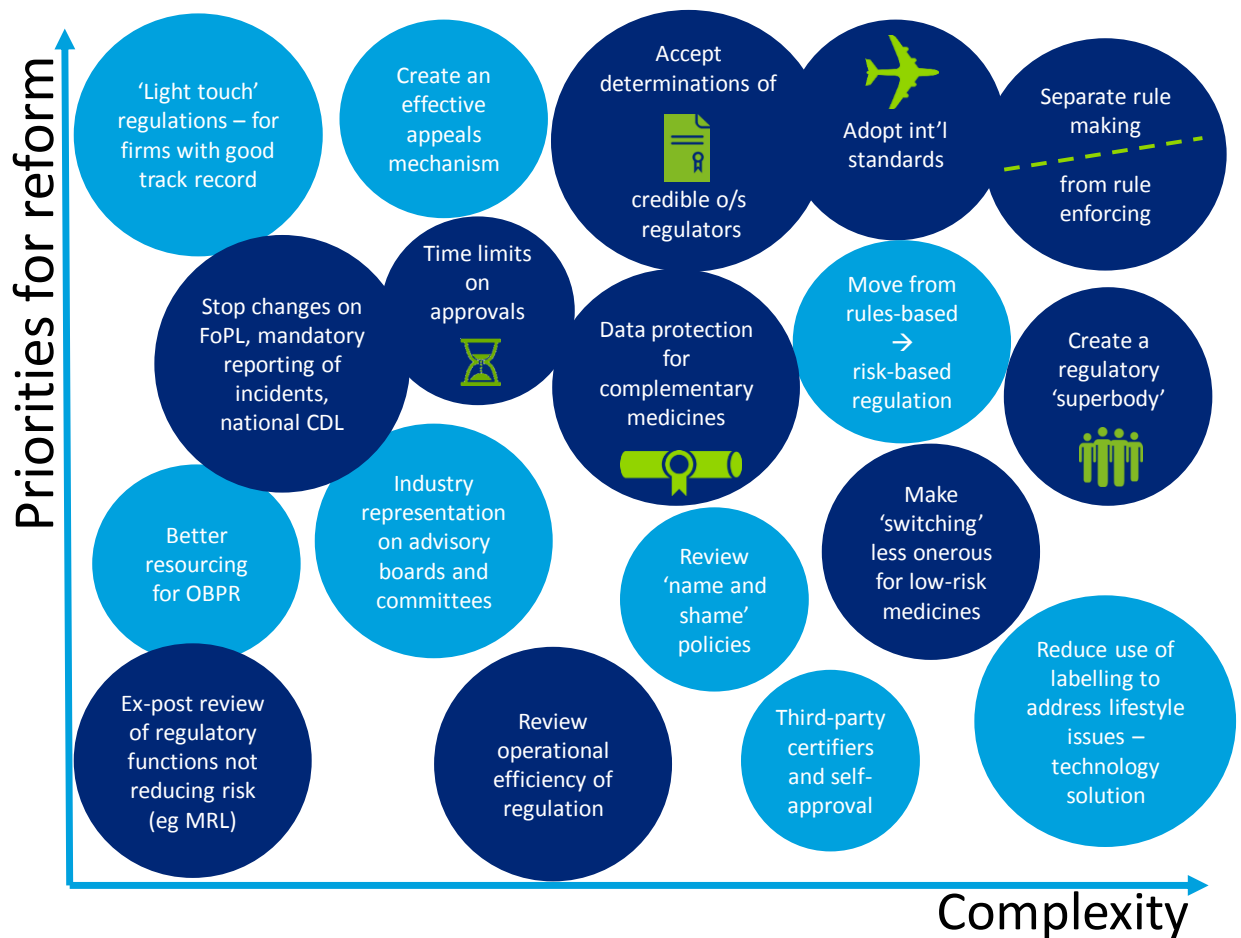 Priorities for reform
'Light touch'
regulations – for
firms with good
track record
Create an
effective
appeals
mechanism
Accept
determinations of
credible o/s
regulators
Adopt int'l
standards
Separate rule
making
from rule
enforcing
Stop changes on
FoPL, mandatory
reporting of
incidents,
national CDL
Time limits
on
approvals
Data protection
for
complementary
medicines
Move from
rules-based
→
risk-based
regulation
Create a
regulatory
'superbody'
Better
resourcing
for OBPR
Industry
representation
on advisory
boards and
committees
Review
'name and
shame'
policies
Make
'switching'
less onerous
for low-risk
medicines
Ex-post review
of regulatory
functions not
reducing risk
(eg MRL)
Review
operational
efficiency of
regulation
Third-party
certifiers
and self-
approval
Reduce use of
labelling to
address lifestyle
issues –
technology
solution
Complexity